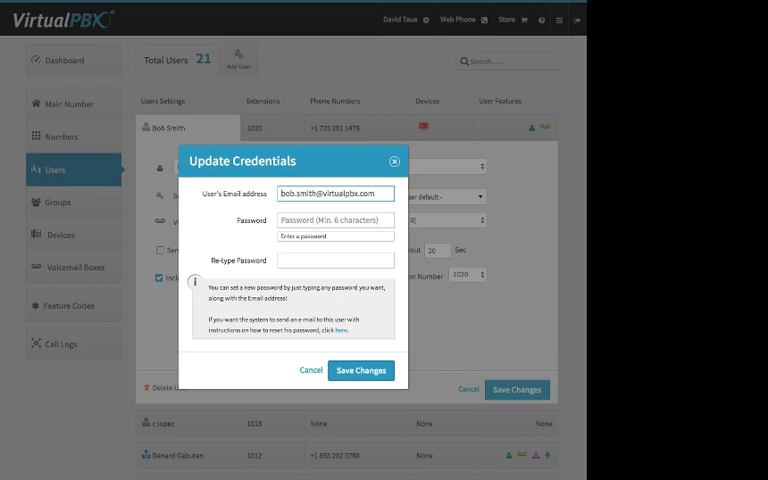 VirtualPBX
David Taue
Web Phone
Store
Dashboard
Total Users 21
Add User
Search......
Main Number
Users Settings
Extensions
Phone Numbers
Devices
User Features
Numbers
Bob Smith
1020
+1 725 201 1478
Users
Update Credentials
User's Email address
bob.smith@virtualpbx.com
Groups
Password
Password (Min. 6 characters)
Enter a password
Devices
Sec
20
Re-type Password
Voicemail Boxes
Number
1020
You can set a new password by just typing any password you want,
along with the Email address!
Feature Codes
If you want the system to send an e-mail to this user with
instructions on how to reset his password, click here.
Call Logs
Cancel
Save Changes
Delete
Cancel
Save Changes
c lopez
1018
None
None
None
Danard Gabutan
1012
+1 855 202 3780
None